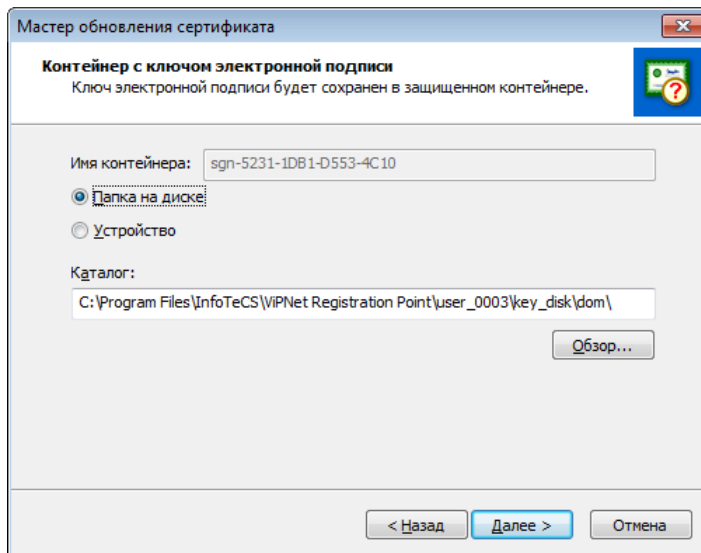 Мастер обновления сертификата
Контейнер с ключом электронной подписи
Ключ электронной подписи будет сохранен в защищенном контейнере.
Имя контейнера: sgn-5231-1DB1-D553-4C10
Папка на диске
Устройство
Каталог:
C:\Program Files\InfoTeCS\ViPNet Registration Point\user_0003\key_disk\dom\
Обзор...
< Назад Далее > Отмена